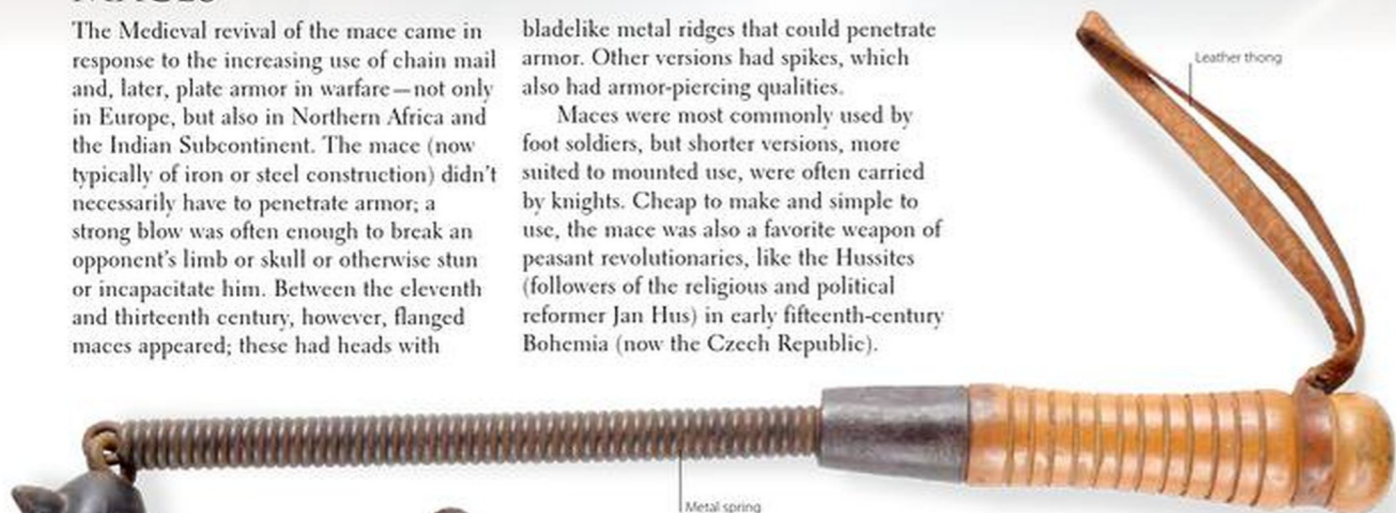 MACES
The Medieval revival of the mace came in
response to the increasing use of chain mail
and, later, plate armor in warfare—not only
in Europe, but also in Northern Africa and
the Indian Subcontinent. The mace (now
typically of iron or steel construction) didn't
necessarily have to penetrate armor; a
strong blow was often enough to break an
opponent's limb or skull or otherwise stun
or incapacitate him. Between the eleventh
and thirteenth century, however, flanged
maces appeared; these had heads with
bladelike metal ridges that could penetrate
armor. Other versions had spikes, which
also had armor-piercing qualities.
Maces were most commonly used by
foot soldiers, but shorter versions, more
suited to mounted use, were often carried
by knights. Cheap to make and simple to
use, the mace was also a favorite weapon of
peasant revolutionaries, like the Hussites
(followers of the religious and political
reformer Jan Hus) in early fifteenth-century
Bohemia (now the Czech Republic).
Leather thong
Metal spring